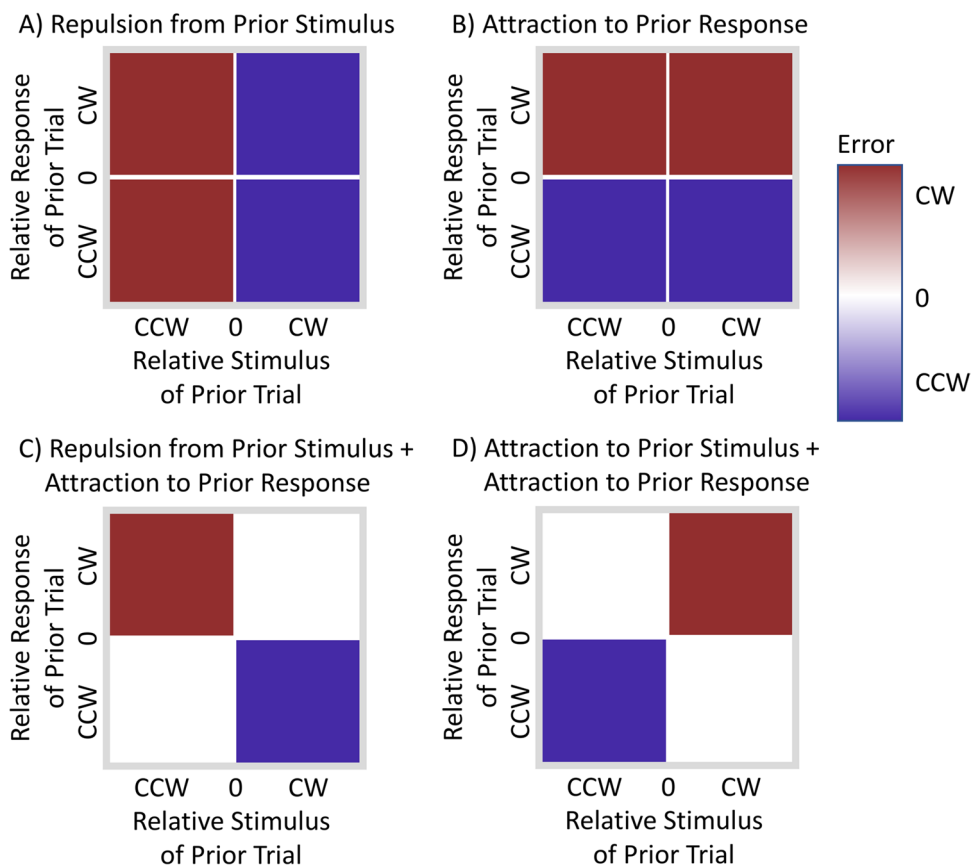 A) Repulsion from Prior Stimulus
Relative Response
of Prior Trial
CW
0
CCW
CCW 0 CW
Relative Stimulus
of Prior Trial
B) Attraction to Prior Response
Relative Response
of Prior Trial
CW
0
CCW
CCW 0 CW
Relative Stimulus
of Prior Trial
Error
CW
0
CCW
C) Repulsion from Prior Stimulus +
Attraction to Prior Response
Relative Response
of Prior Trial
CW
0
CCW
CCW 0 CW
Relative Stimulus
of Prior Trial
D) Attraction to Prior Stimulus +
Attraction to Prior Response
Relative Response
of Prior Trial
CW
0
CCW
CCW 0 CW
Relative Stimulus
of Prior Trial